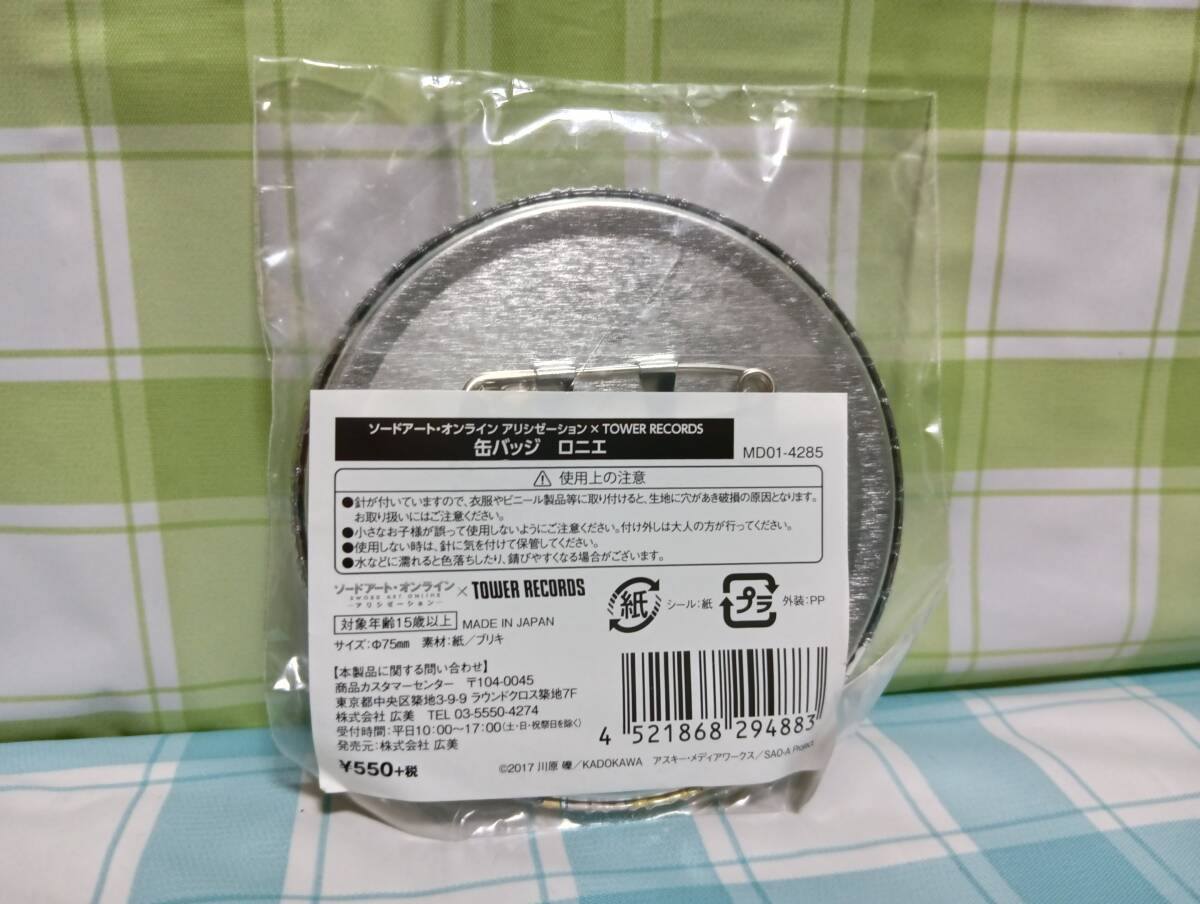 ソードアート・オンライン アリシゼーション × TOWER RECORDS
缶バッジ　ロニエ
MD01-4285
⚠ 使用上の注意
●針が付いていますので、衣服やビニール製品等に取り付けると、生地に穴があき破損の原因となります。
お取り扱いにはご注意ください。
●小さなお子様が誤って使用しないようにご注意ください。付け外しは大人の方が行ってください。
●使用しない時は、針に気を付けて保管してください。
●水などに濡れると色落ちしたり、錆びやすくなる場合がございます。
ソードアート・オンライン
SWORD ART ONLINE
アリシゼーション
× TOWER RECORDS
紙 シール:紙
プラ 外装:PP
対象年齢15歳以上 MADE IN JAPAN
サイズ:Φ75mm 素材:紙/ブリキ
【本製品に関する問い合わせ】
商品カスタマーセンター 〒104-0045
東京都中央区築地3-9-9 ラウンドクロス築地7F
株式会社 広美 TEL 03-5550-4274
受付時間:平日10:00〜17:00(土・日・祝祭日を除く)
発売元:株式会社 広美
¥550+税
4 521868 294883
©2017 川原 礫/KADOKAWA アスキー・メディアワークス/SAO-A Project